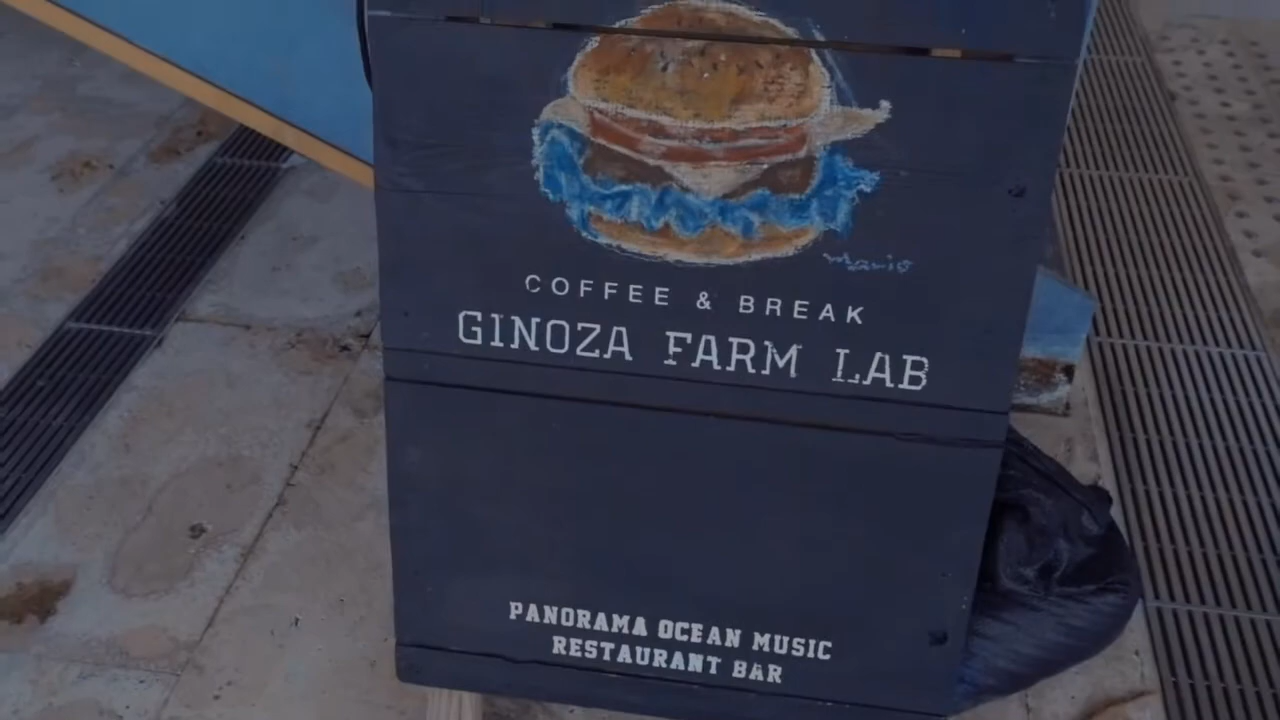 COFFEE & BREAK
GINOZA FARM LAB
PANORAMA OCEAN MUSIC
RESTAURANT BAR